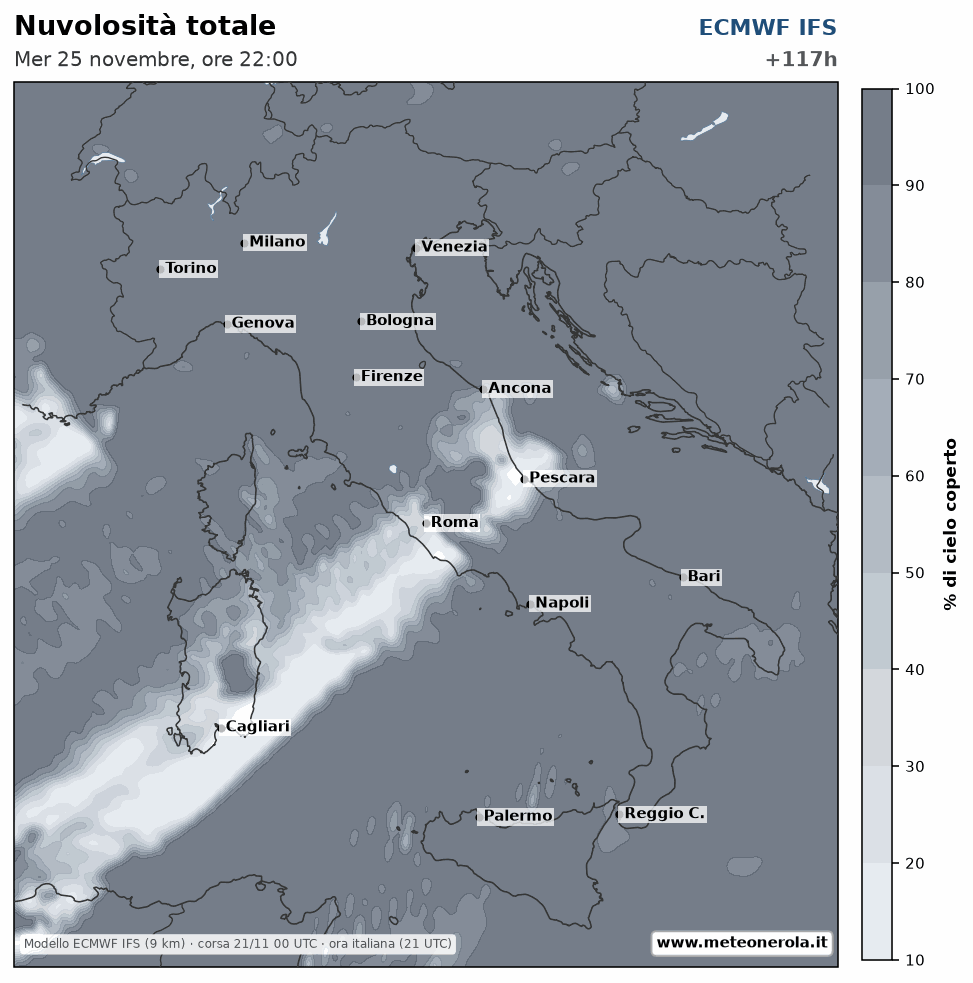 Nuvolosità totale
ECMWF IFS
Mer 25 novembre, ore 22:00
+117h
100
90
80
70
60
50
40
30
20
10
% di cielo coperto
Milano
Venezia
Torino
Genova
Bologna
Firenze
Ancona
Pescara
Roma
Bari
Napoli
Cagliari
Palermo
Reggio C.
Modello ECMWF IFS (9 km) · corsa 21/11 00 UTC · ora italiana (21 UTC)
www.meteonerola.it